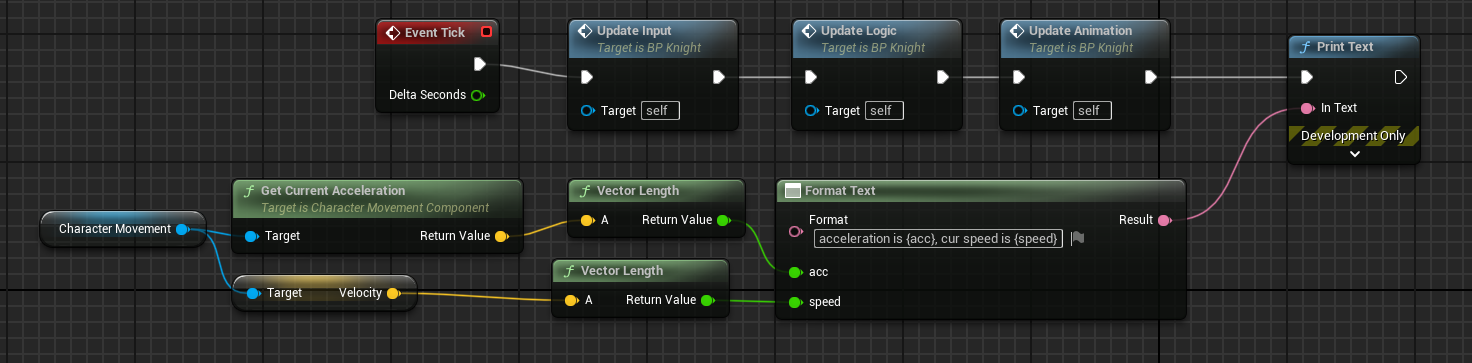 Event Tick
Delta Seconds
Update Input
Target is BP Knight
Target self
Update Logic
Target is BP Knight
Target self
Update Animation
Target is BP Knight
Target self
Print Text
In Text
Development Only
Character Movement
Get Current Acceleration
Target is Character Movement Component
Target Return Value
Target Velocity
Vector Length
A Return Value
Vector Length
A Return Value
Format Text
Format Result
acceleration is {acc}, cur speed is {speed}
acc
speed